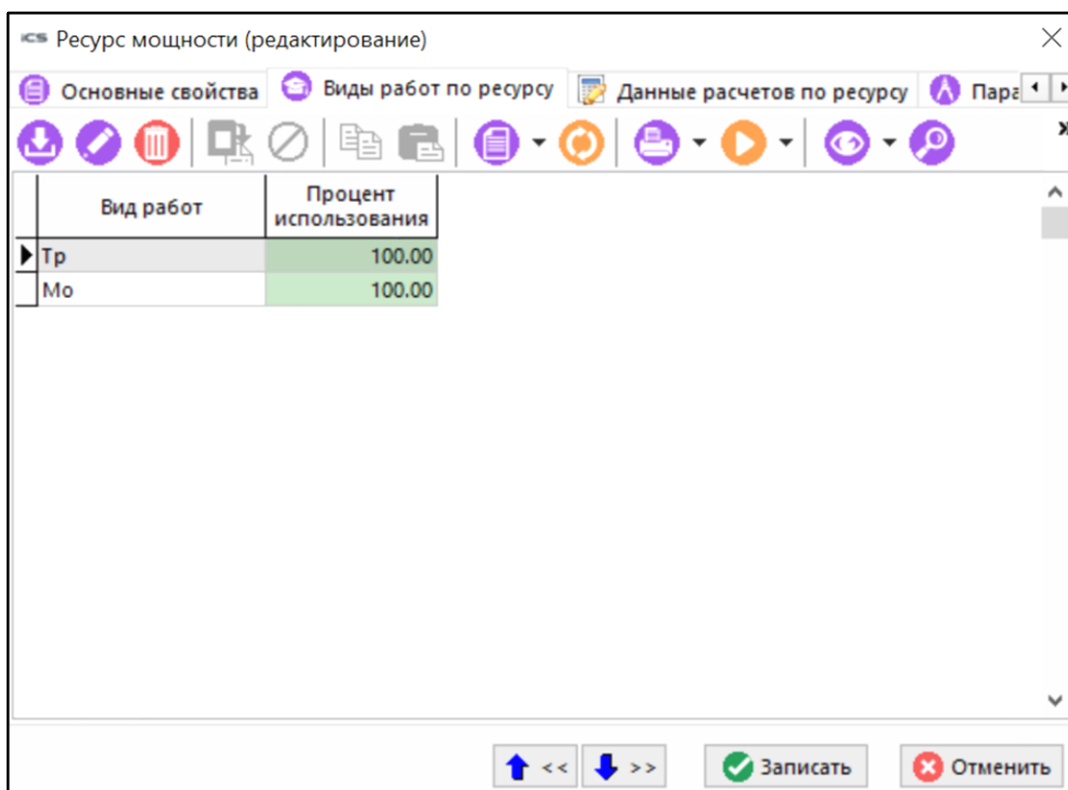 iCS Ресурс мощности (редактирование)
Основные свойства Виды работ по ресурсу Данные расчетов по ресурсу Пара
Вид работ Процент
использования
Тр 100.00
Мо 100.00
<< >> Записать Отменить